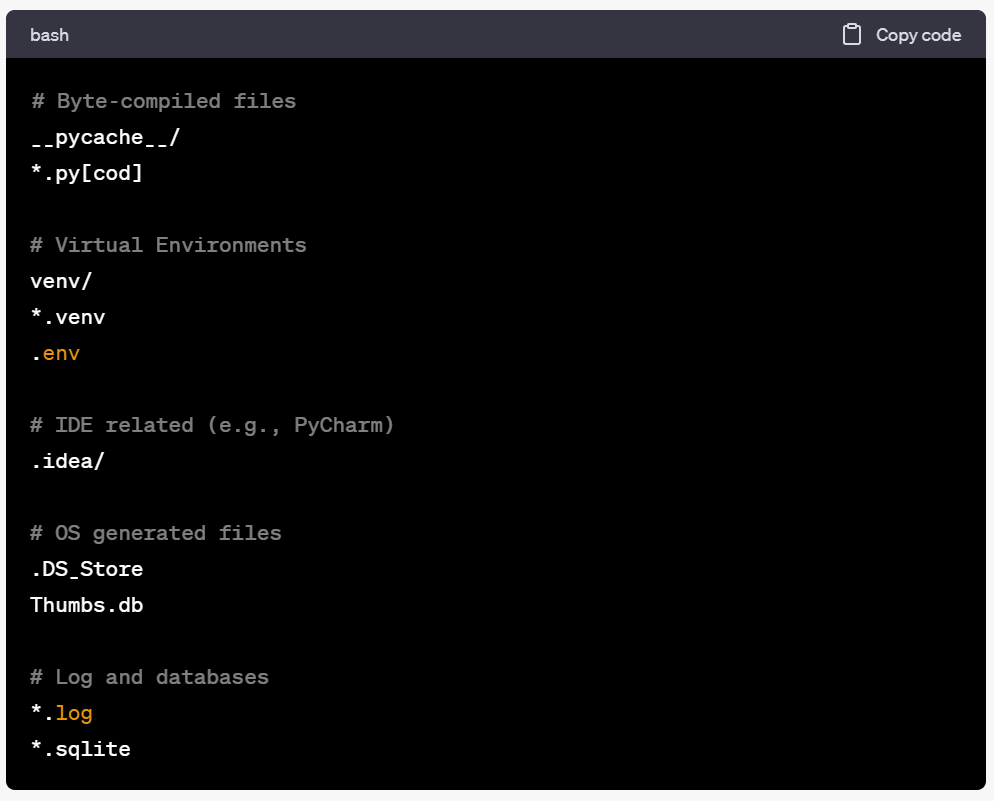 bash
Copy code
# Byte-compiled files
__pycache__/
*.py[cod]
# Virtual Environments
venv/
*.venv
.env
# IDE related (e.g., PyCharm)
.idea/
# OS generated files
.DS_Store
Thumbs.db
# Log and databases
*.log
*.sqlite